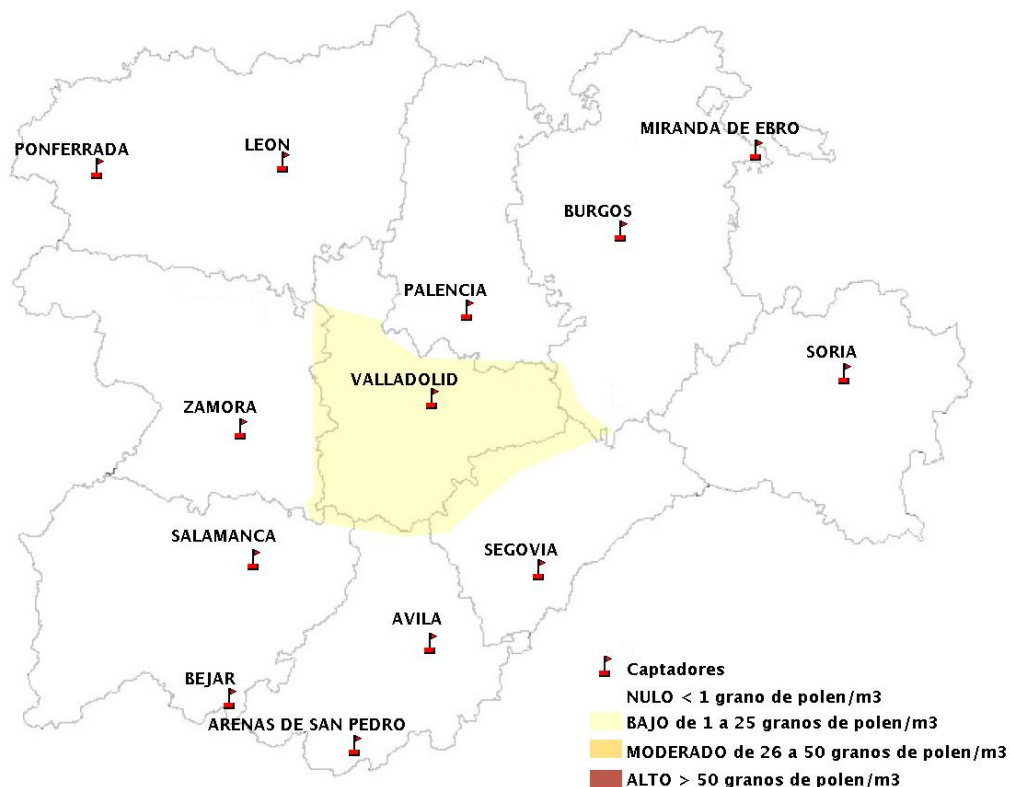 MIRANDA DE EBRO
PONFERRADA
LEON
BURGOS
PALENCIA
SORIA
VALLADOLID
ZAMORA
SALAMANCA
SEGOVIA
AVILA
BEJAR
ARENAS DE SAN PEDRO
Captadores
NULO < 1 grano de polen/m3
BAJO de 1 a 25 granos de polen/m3
MODERADO de 26 a 50 granos de polen/m3
ALTO > 50 granos de polen/m3